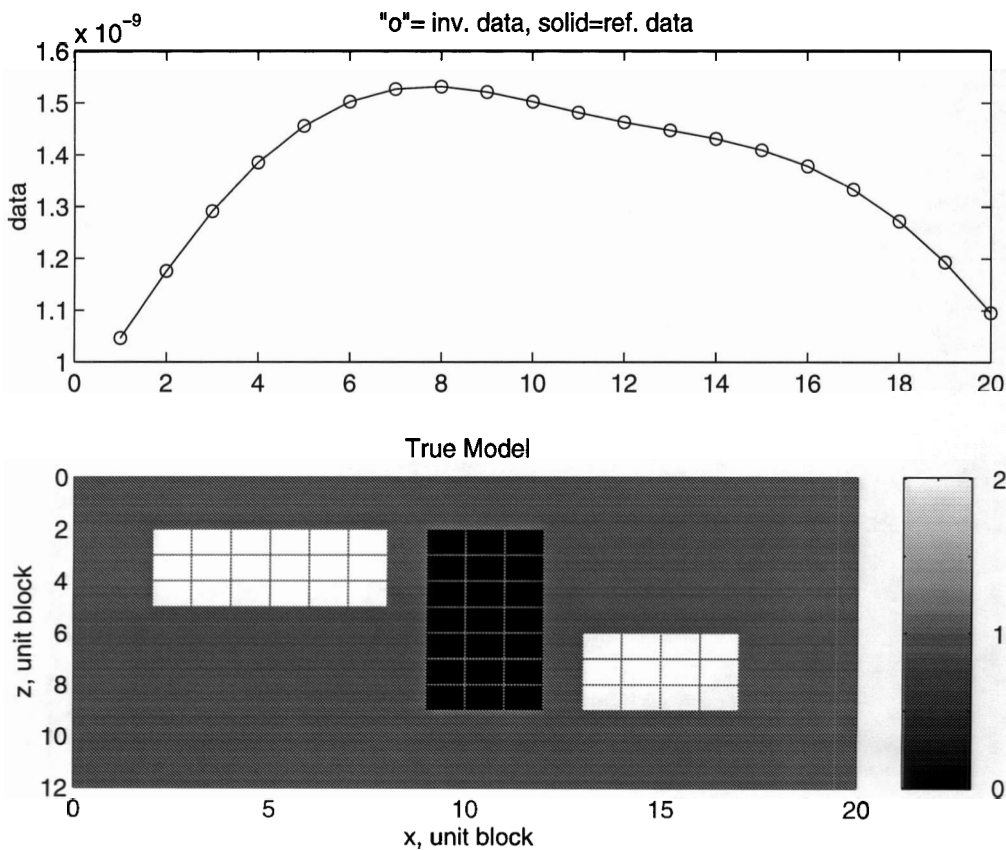 x 10⁻⁹
"o"= inv. data, solid=ref. data
1.6
1.5
1.4
1.3
1.2
1.1
1
data
0 2 4 6 8 10 12 14 16 18 20
True Model
0
2
4
6
8
10
12
z, unit block
0 5 10 15 20
x, unit block
2
1
0